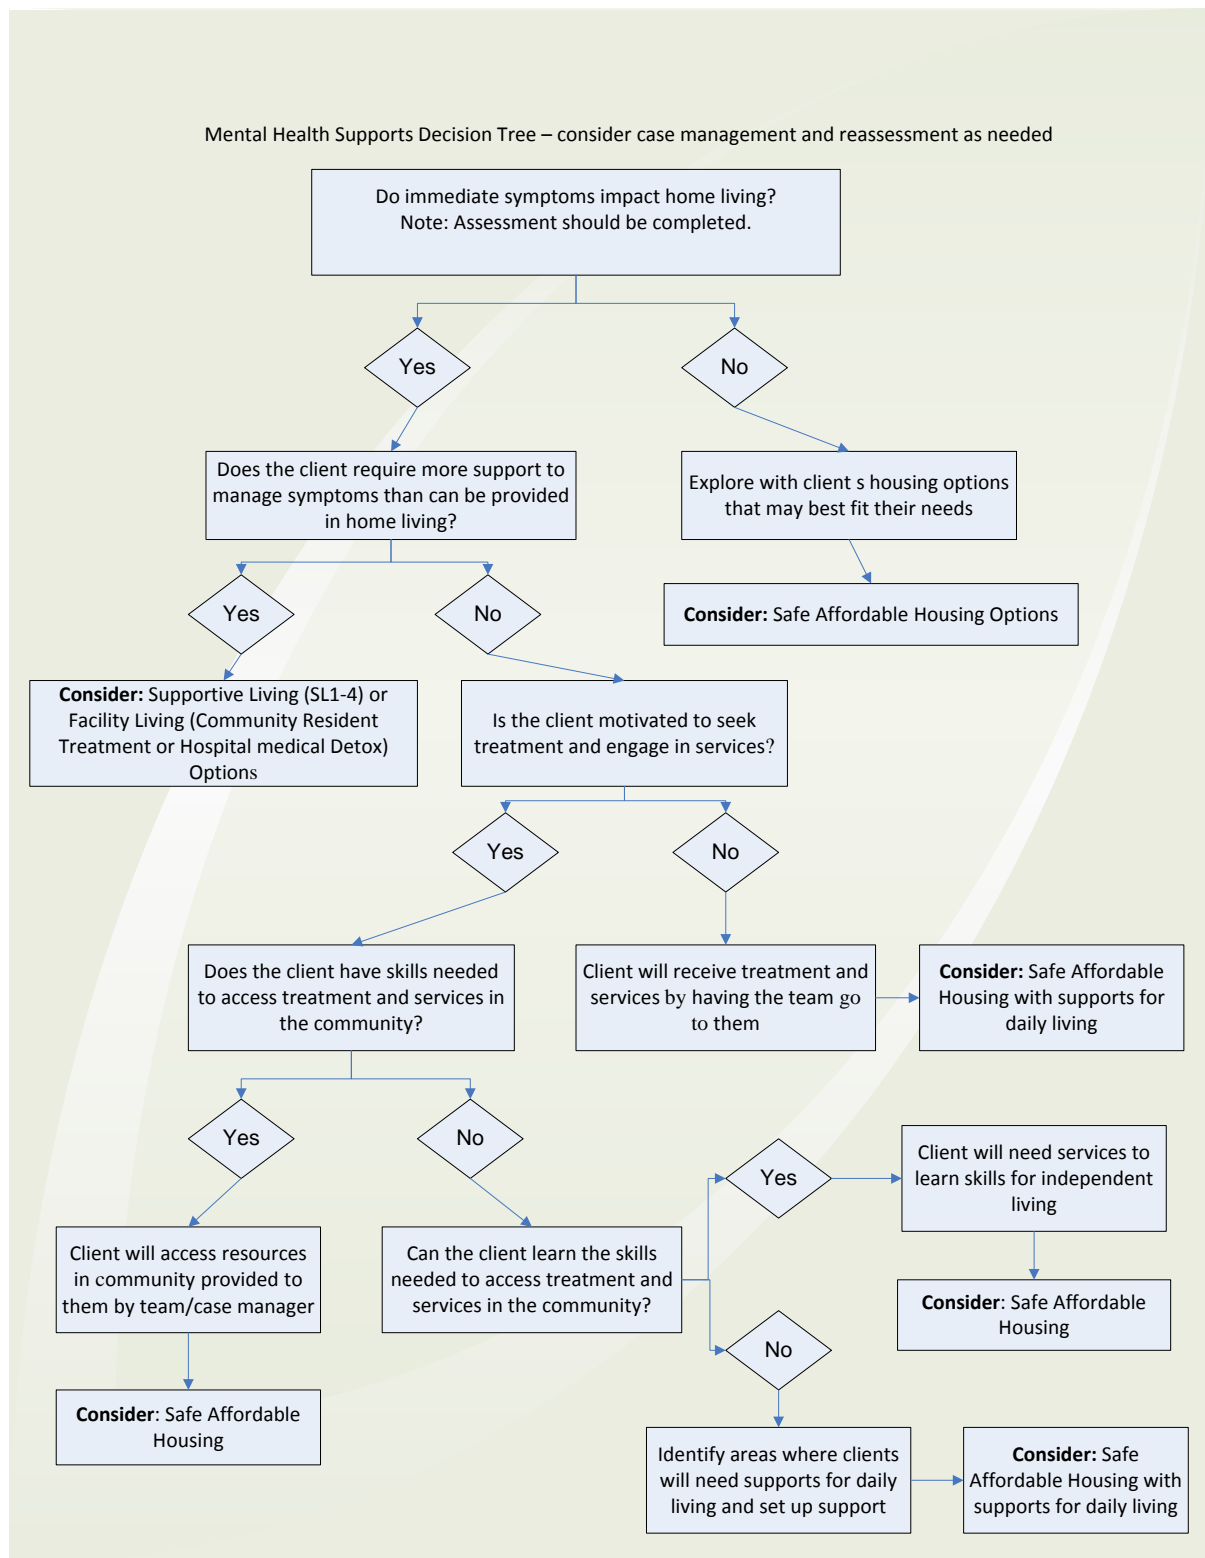 Mental Health Supports Decision Tree – consider case management and reassessment as needed
Do immediate symptoms impact home living?
Note: Assessment should be completed.
Yes
No
Does the client require more support to
manage symptoms than can be provided
in home living?
Explore with client s housing options
that may best fit their needs
Yes
No
Consider: Safe Affordable Housing Options
Consider: Supportive Living (SL1-4) or
Facility Living (Community Resident
Treatment or Hospital medical Detox)
Options
Is the client motivated to seek
treatment and engage in services?
Yes
No
Does the client have skills needed
to access treatment and services in
the community?
Client will receive treatment and
services by having the team go
to them
Consider: Safe Affordable
Housing with supports for
daily living
Yes
No
Yes
Client will need services to
learn skills for independent
living
Client will access resources
in community provided to
them by team/case manager
Can the client learn the skills
needed to access treatment and
services in the community?
Consider: Safe Affordable
Housing
No
Consider: Safe Affordable
Housing
Identify areas where clients
will need supports for daily
living and set up support
Consider: Safe
Affordable Housing with
supports for daily living